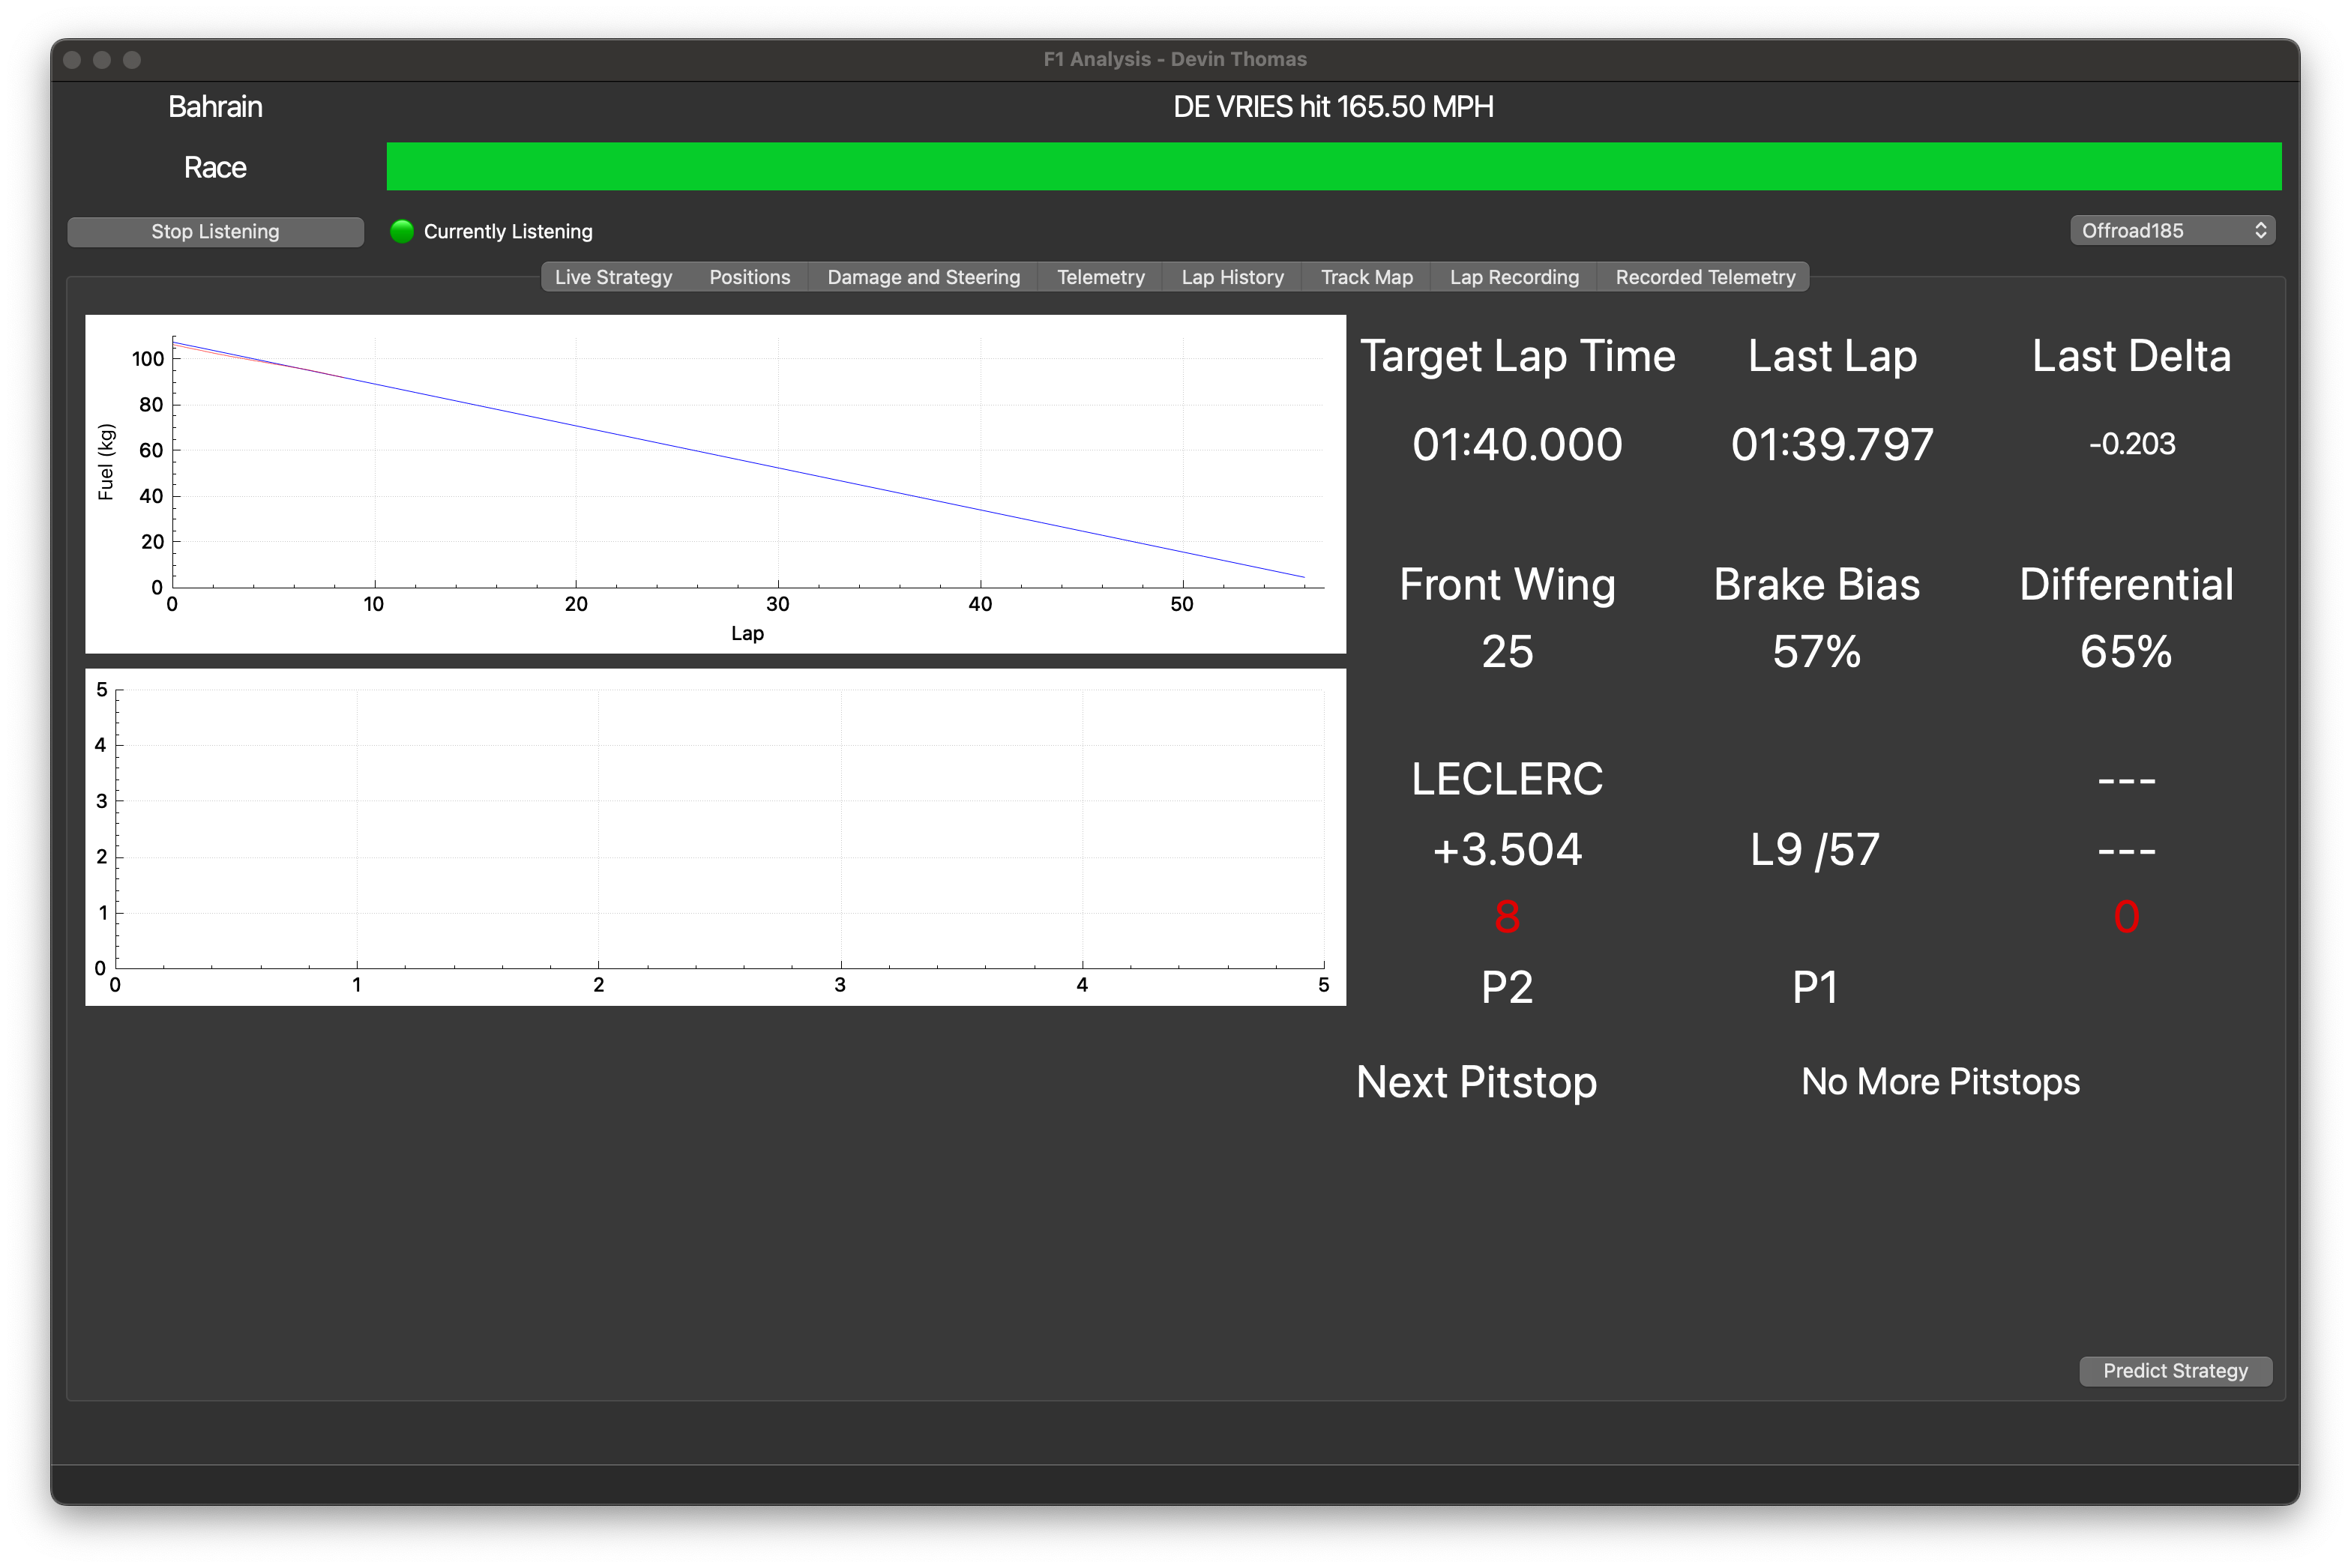 F1 Analysis - Devin Thomas
Bahrain
DE VRIES hit 165.50 MPH
Race
Stop Listening
Currently Listening
Offroad185
Live Strategy Positions Damage and Steering Telemetry Lap History Track Map Lap Recording Recorded Telemetry
Fuel (kg)
100
80
60
40
20
0
0 10 20 30 40 50
Lap
5
4
3
2
1
0
0 1 2 3 4 5
Target Lap Time Last Lap Last Delta
01:40.000 01:39.797 -0.203
Front Wing Brake Bias Differential
25 57% 65%
LECLERC ---
+3.504 L9 /57 ---
8 0
P2 P1
Next Pitstop No More Pitstops
Predict Strategy